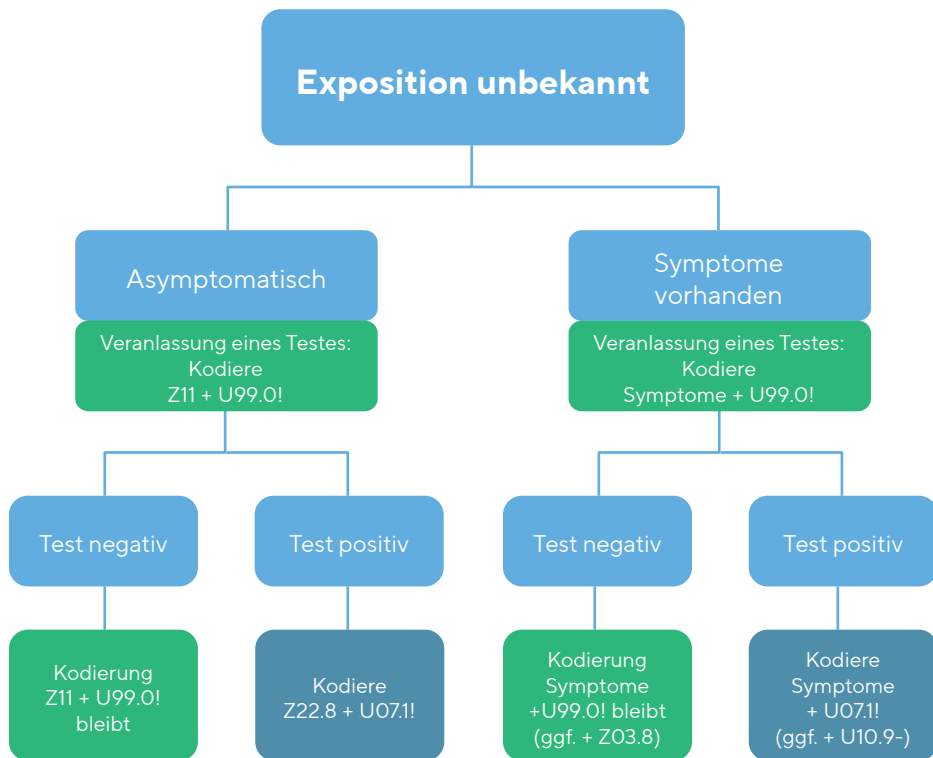 Exposition unbekannt
Asymptomatisch
Veranlassung eines Testes:
Kodiere
Z11 + U99.0!
Symptome
vorhanden
Veranlassung eines Testes:
Kodiere
Symptome + U99.0!
Test negativ
Test positiv
Test negativ
Test positiv
Kodierung
Z11 + U99.0!
bleibt
Kodiere
Z22.8 + U07.1!
Kodierung
Symptome
+U99.0! bleibt
(ggf. + Z03.8)
Kodiere
Symptome
+ U07.1!
(ggf. + U10.9-)